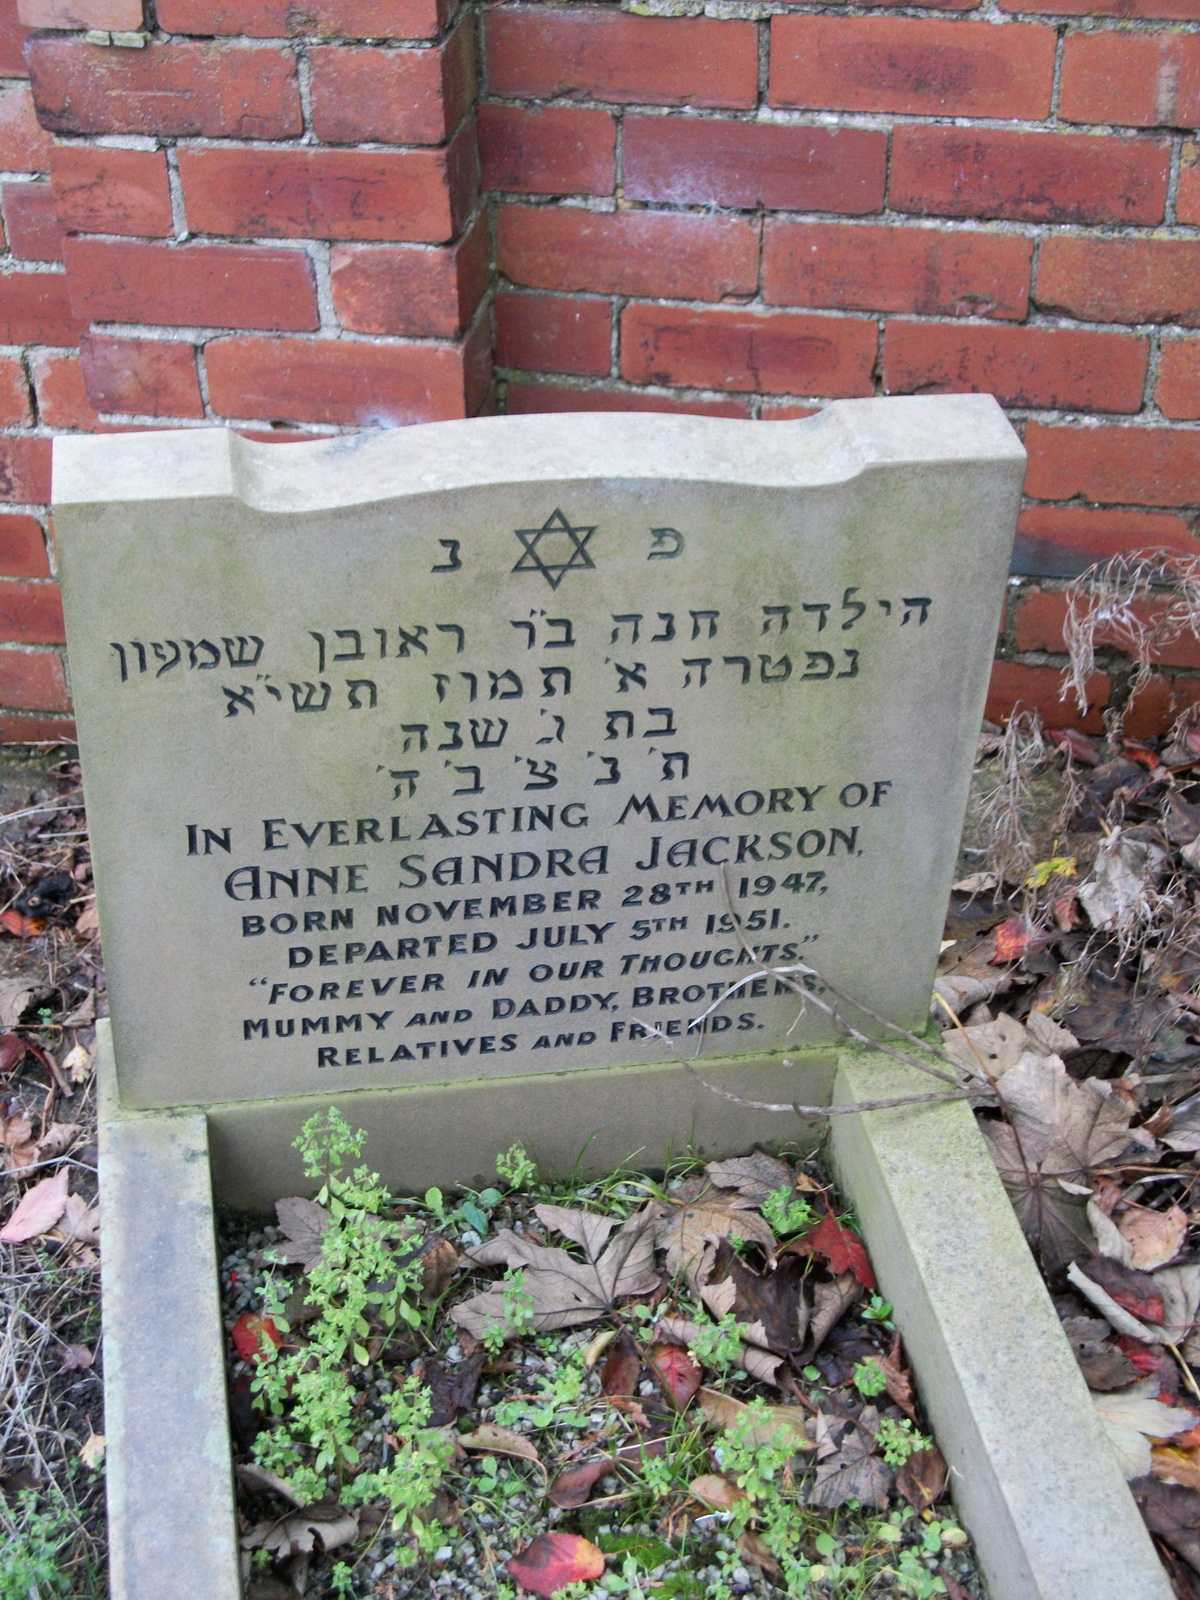 פ נ
הילדה חנה ב״ר ראובן שמעון
נפטרה א׳ תמוז תשי״א
בת ג׳ שנה
ת׳ נ׳ צ׳ ב׳ ה׳
IN EVERLASTING MEMORY OF
ANNE SANDRA JACKSON,
BORN NOVEMBER 28TH 1947,
DEPARTED JULY 5TH 1951.
"FOREVER IN OUR THOUGHTS."
MUMMY AND DADDY, BROTHERS,
RELATIVES AND FRIENDS.